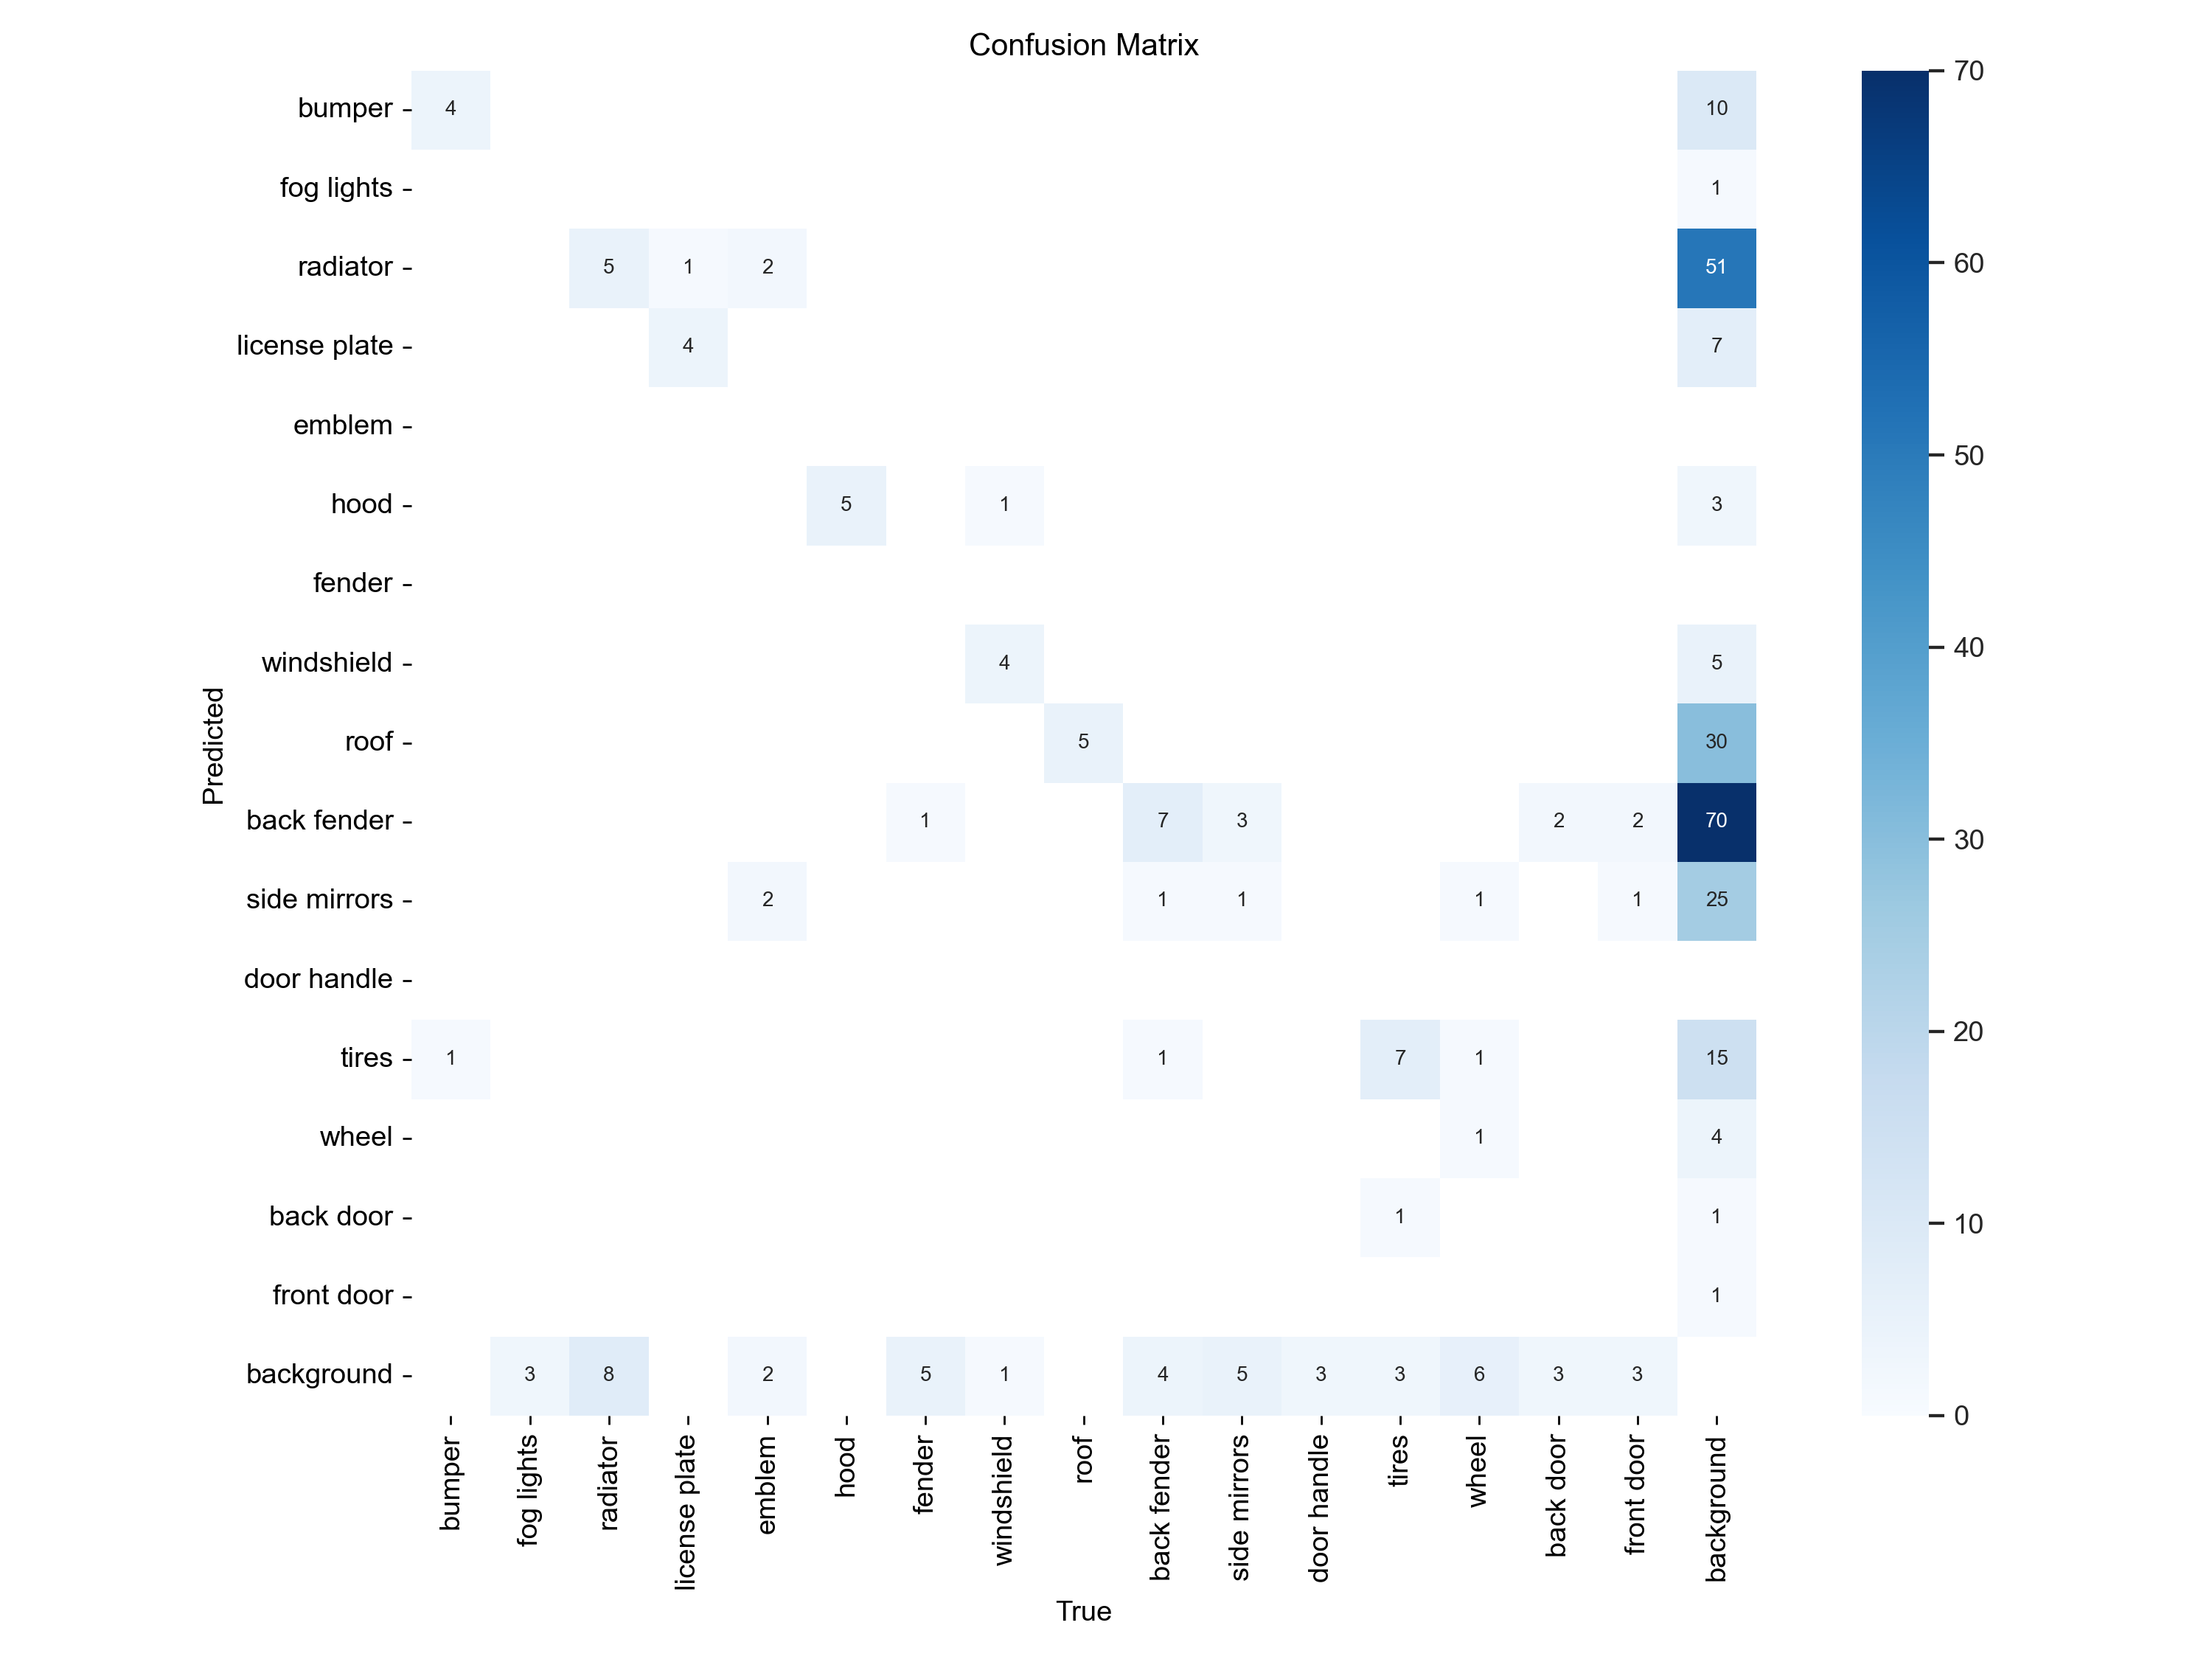 Confusion Matrix
bumper 4 10
fog lights 1
radiator 5 1 2 51
license plate 4 7
emblem
hood 5 1 3
fender
windshield 4 5
roof 5 30
back fender 1 7 3 2 2 70
side mirrors 2 1 1 1 1 25
door handle
tires 1 1 7 1 15
wheel 1 4
back door 1 1
front door 1
background 3 8 2 5 1 4 5 3 3 6 3 3
Predicted
bumper fog lights radiator license plate emblem hood fender windshield roof back fender side mirrors door handle tires wheel back door front door background
True
70
60
50
40
30
20
10
0